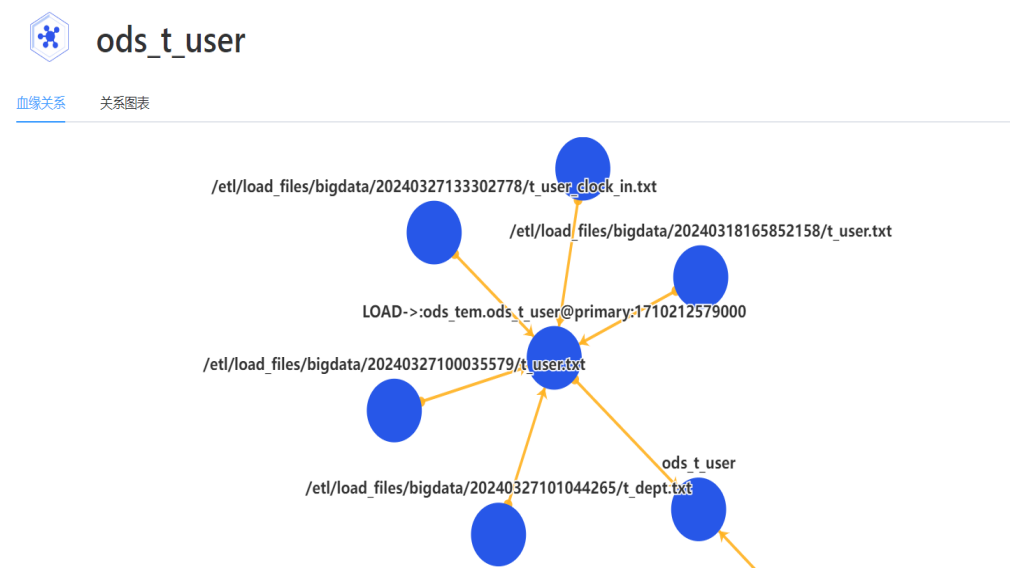 ods_t_user
血缘关系
关系图表
/etl/load_files/bigdata/20240327133302778/t_user_clock_in.txt
/etl/load_files/bigdata/20240318165852158/t_user.txt
LOAD->:ods_tem.ods_t_user@primary:1710212579000
/etl/load_files/bigdata/20240327100035579/t_user.txt
ods_t_user
/etl/load_files/bigdata/20240327101044265/t_dept.txt